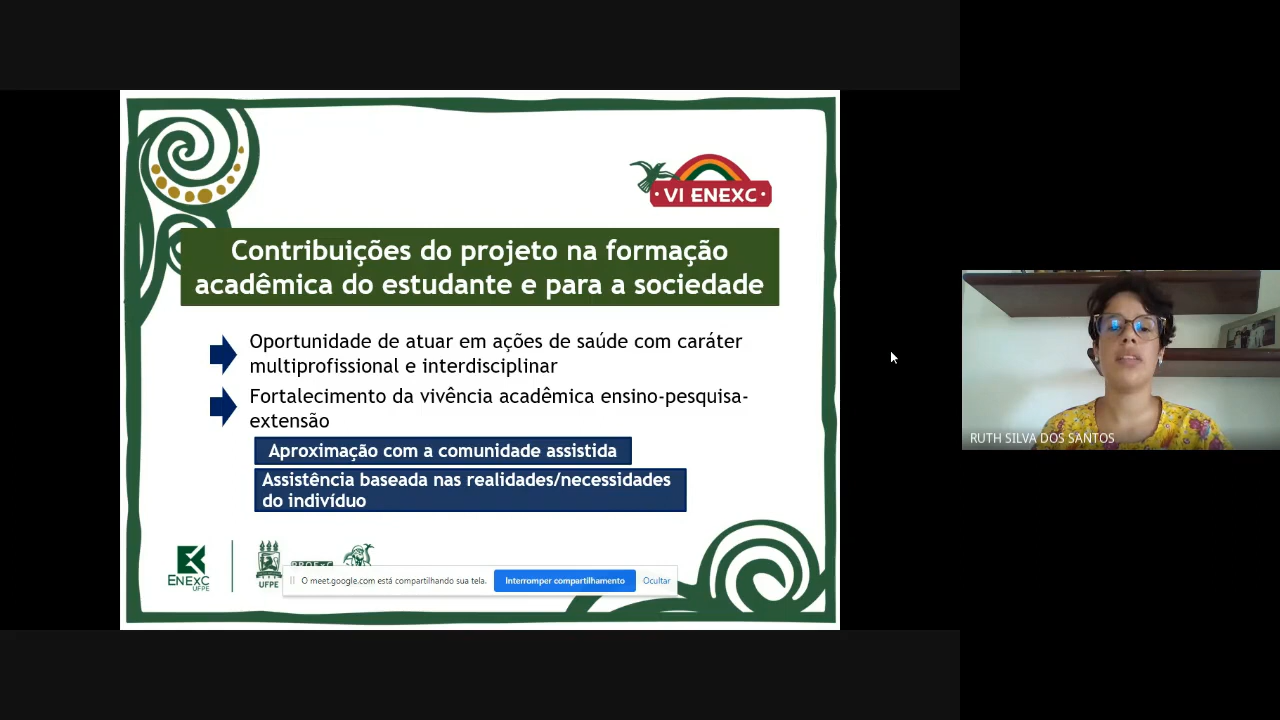 • VI ENEXC •
Contribuições do projeto na formação
acadêmica do estudante e para a sociedade
Oportunidade de atuar em ações de saúde com caráter
multiprofissional e interdisciplinar
Fortalecimento da vivência acadêmica ensino-pesquisa-
extensão
Aproximação com a comunidade assistida
Assistência baseada nas realidades/necessidades
do indivíduo
RUTH SILVA DOS SANTOS
ENEXC
UFPE
UFPE
O meet.google.com está compartilhando sua tela.
Interromper compartilhamento
Ocultar